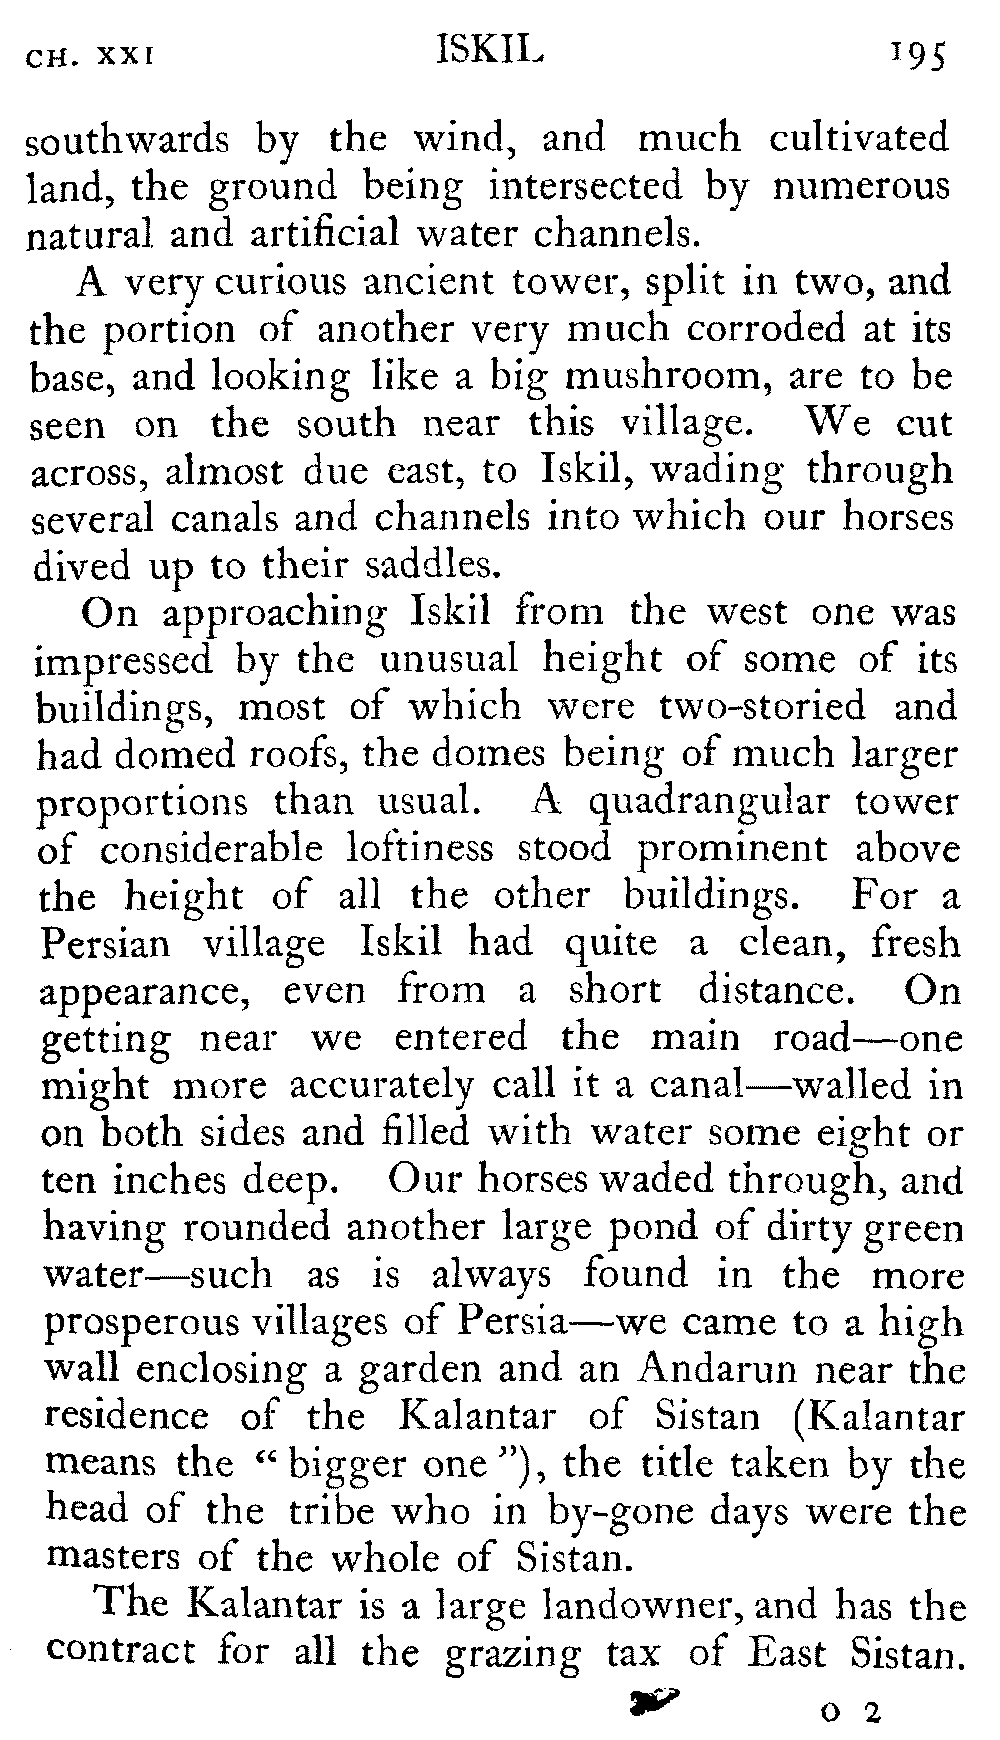 CH. XXI ISKIL 195
southwards by the wind, and much cultivated
land, the ground being intersected by numerous
natural and artificial water channels.
A very curious ancient tower, split in two, and
the portion of another very much corroded at its
base, and looking like a big mushroom, are to be
seen on the south near this village. We cut
across, almost due east, to Iskil, wading through
several canals and channels into which our horses
dived up to their saddles.
On approaching Iskil from the west one was
impressed by the unusual height of some of its
buildings, most of which were two-storied and
had domed roofs, the domes being of much larger
proportions than usual. A quadrangular tower
of considerable loftiness stood prominent above
the height of all the other buildings. For a
Persian village Iskil had quite a clean, fresh
appearance, even from a short distance. On
getting near we entered the main road—one
might more accurately call it a canal—walled in
on both sides and filled with water some eight or
ten inches deep. Our horses waded through, and
having rounded another large pond of dirty green
water—such as is always found in the more
prosperous villages of Persia—we came to a high
wall enclosing a garden and an Andarun near the
residence of the Kalantar of Sistan (Kalantar
means the “bigger one”), the title taken by the
head of the tribe who in by-gone days were the
masters of the whole of Sistan.
The Kalantar is a large landowner, and has the
contract for all the grazing tax of East Sistan.
O 2